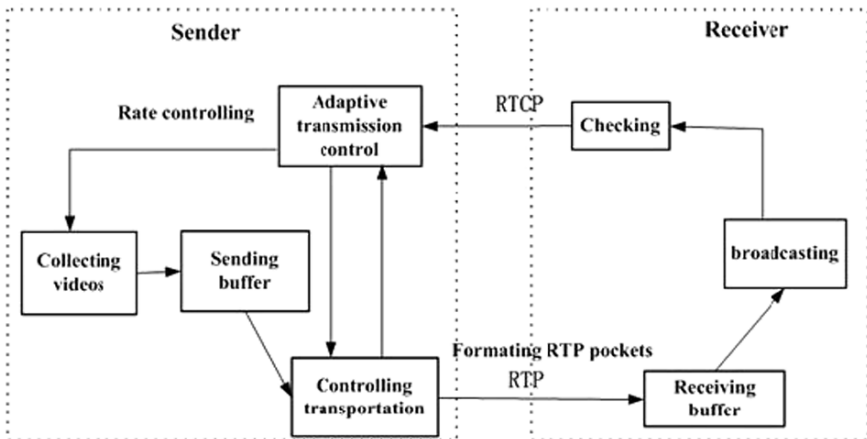 Sender
Receiver
Rate controlling
Adaptive
transmission
control
RTCP
Checking
Collecting
videos
Sending
buffer
broadcasting
Formating RTP pockets
RTP
Controlling
transportation
Receiving
buffer